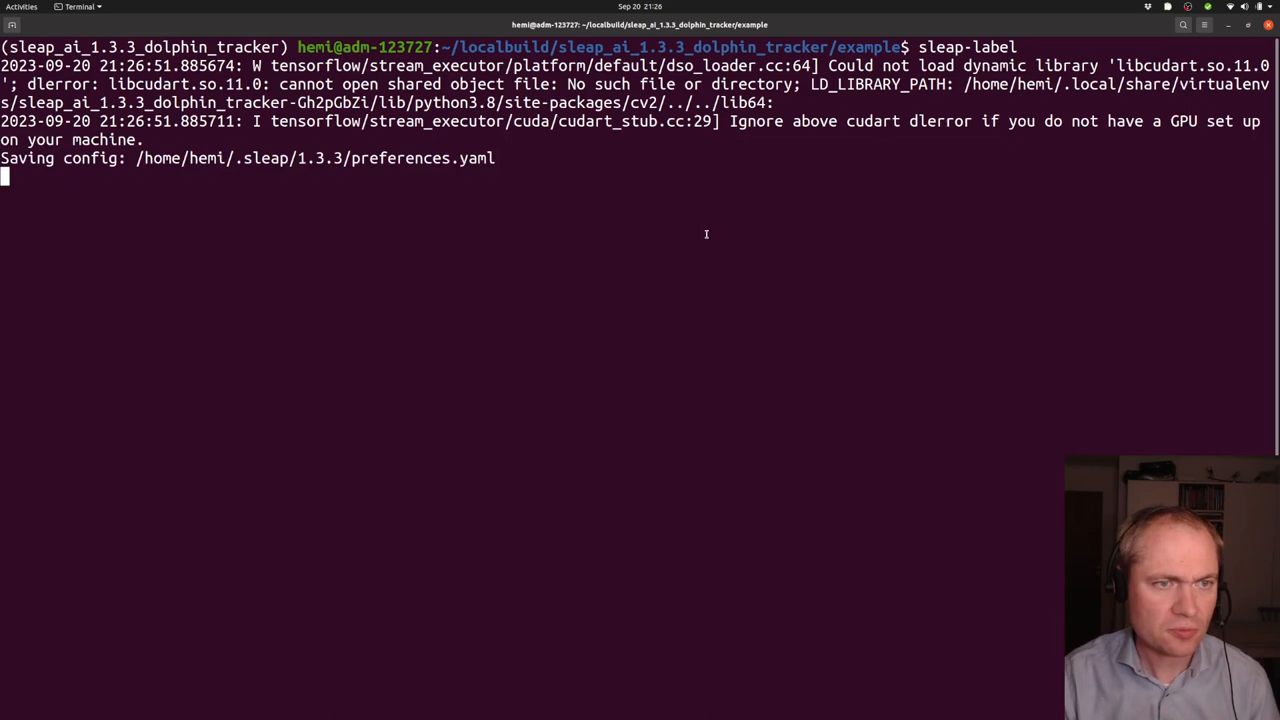 Activities
Terminal
Sep 20 21:26
hemi@adm-123727: ~/localbuild/sleap_ai_1.3.3_dolphin_tracker/example
(sleap_ai_1.3.3_dolphin_tracker) hemi@adm-123727:~/localbuild/sleap_ai_1.3.3_dolphin_tracker/example$ sleap-label
2023-09-20 21:26:51.885674: W tensorflow/stream_executor/platform/default/dso_loader.cc:64] Could not load dynamic library 'libcudart.so.11.0
'; dlerror: libcudart.so.11.0: cannot open shared object file: No such file or directory; LD_LIBRARY_PATH: /home/hemi/.local/share/virtualenv
s/sleap_ai_1.3.3_dolphin_tracker-Gh2pGbZi/lib/python3.8/site-packages/cv2/../../lib64:
2023-09-20 21:26:51.885711: I tensorflow/stream_executor/cuda/cudart_stub.cc:29] Ignore above cudart dlerror if you do not have a GPU set up
on your machine.
Saving config: /home/hemi/.sleap/1.3.3/preferences.yaml